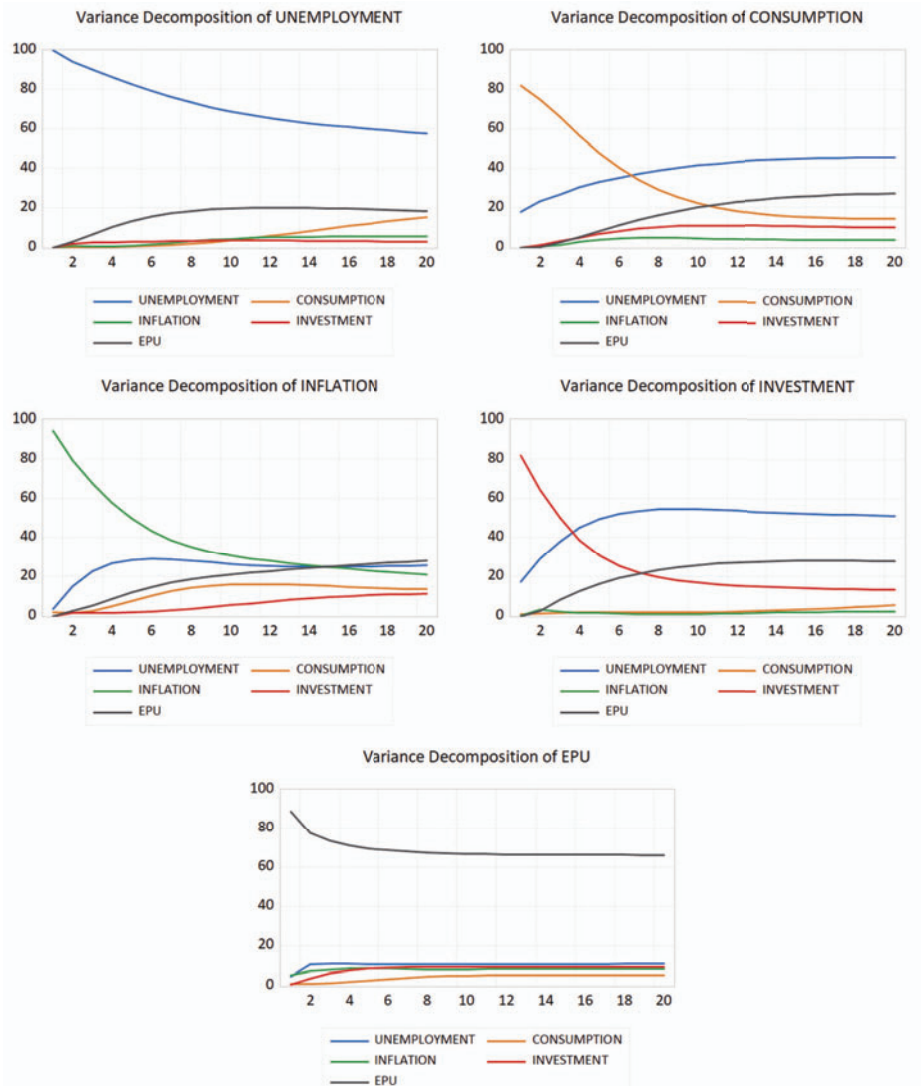 Variance Decomposition of UNEMPLOYMENT
100
80
60
40
20
0
2 4 6 8 10 12 14 16 18 20
UNEMPLOYMENT CONSUMPTION
INFLATION INVESTMENT
EPU
Variance Decomposition of CONSUMPTION
100
80
60
40
20
0
2 4 6 8 10 12 14 16 18 20
UNEMPLOYMENT CONSUMPTION
INFLATION INVESTMENT
EPU
Variance Decomposition of INFLATION
100
80
60
40
20
0
2 4 6 8 10 12 14 16 18 20
UNEMPLOYMENT CONSUMPTION
INFLATION INVESTMENT
EPU
Variance Decomposition of INVESTMENT
100
80
60
40
20
0
2 4 6 8 10 12 14 16 18 20
UNEMPLOYMENT CONSUMPTION
INFLATION INVESTMENT
EPU
Variance Decomposition of EPU
100
80
60
40
20
0
2 4 6 8 10 12 14 16 18 20
UNEMPLOYMENT CONSUMPTION
INFLATION INVESTMENT
EPU